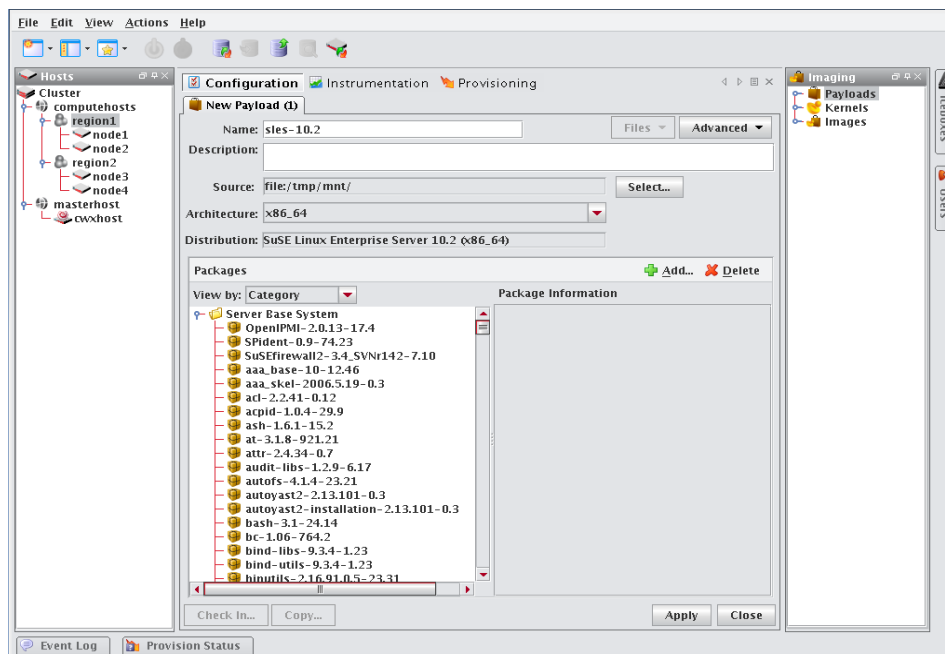 File Edit View Actions Help
Hosts
Cluster
computehosts
region1
node1
node2
region2
node3
node4
masterhost
cwxhost
Configuration Instrumentation Provisioning
New Payload (1)
Name: sles-10.2 Files Advanced
Description:
Source: file:/tmp/mnt/ Select...
Architecture: x86_64
Distribution: SuSE Linux Enterprise Server 10.2 (x86_64)
Packages Add... Delete
View by: Category Package Information
Server Base System
OpenIPMI-2.0.13-17.4
SPident-0.9-74.23
SuSEfirewall2-3.4_SVNr142-7.10
aaa_base-10-12.46
aaa_skel-2006.5.19-0.3
acl-2.2.41-0.12
acpid-1.0.4-29.9
ash-1.6.1-15.2
at-3.1.8-921.21
attr-2.4.34-0.7
audit-libs-1.2.9-6.17
autofs-4.1.4-23.21
autoyast2-2.13.101-0.3
autoyast2-installation-2.13.101-0.3
bash-3.1-24.14
bc-1.06-764.2
bind-libs-9.3.4-1.23
bind-utils-9.3.4-1.23
binutils-2.16.91.0.5-23.31
Check In... Copy... Apply Close
Imaging
Payloads
Kernels
Images
Users
Event Log Provision Status